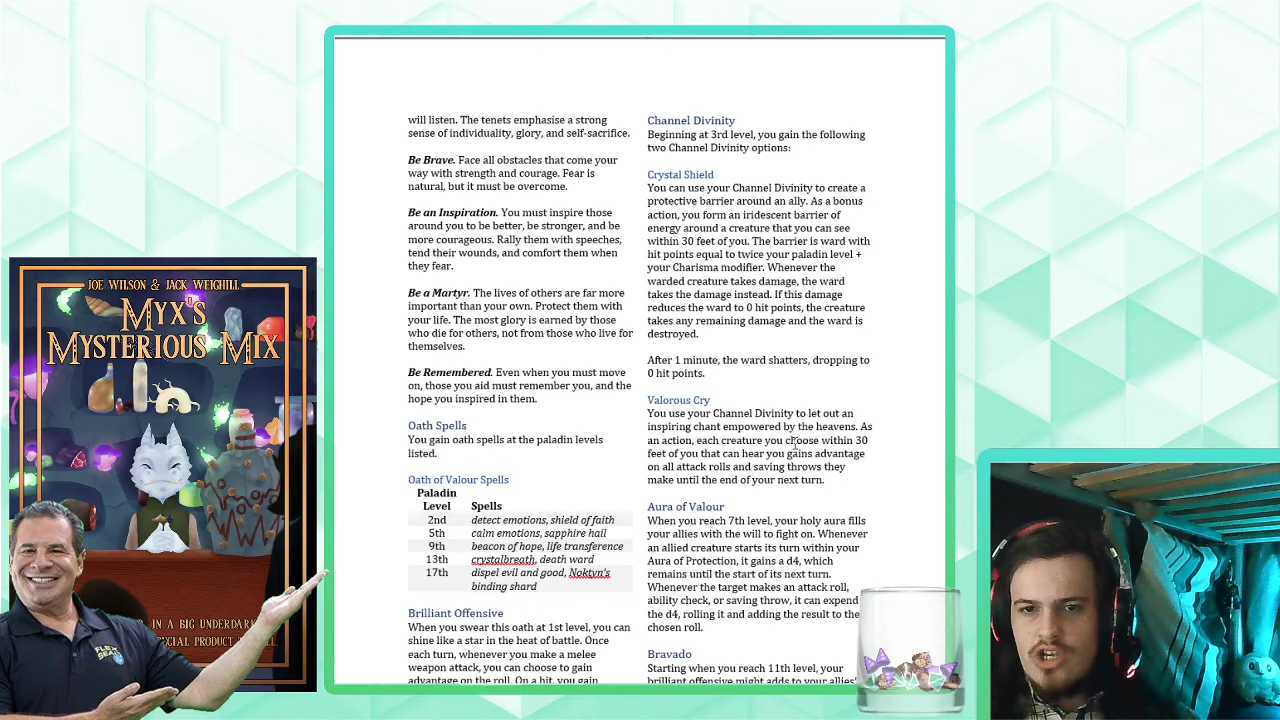 JOE WILSON & JACK WEIGHILL
MYX'S
MYSTERIOUS MIX
IN A BIG UNDERDARK
SPECIAL PRODUCT
FLEX
SEAL
will listen. The tenets emphasise a strong
sense of individuality, glory, and self-sacrifice.
Be Brave. Face all obstacles that come your
way with strength and courage. Fear is
natural, but it must be overcome.
Be an Inspiration. You must inspire those
around you to be better, be stronger, and be
more courageous. Rally them with speeches,
tend their wounds, and comfort them when
they fear.
Be a Martyr. The lives of others are far more
important than your own. Protect them with
your life. The most glory is earned by those
who die for others, not from those who live for
themselves.
Be Remembered. Even when you must move
on, those you aid must remember you, and the
hope you inspired in them.
Oath Spells
You gain oath spells at the paladin levels
listed.
Oath of Valour Spells
Paladin
Level Spells
2nd detect emotions, shield of faith
5th calm emotions, sapphire hail
9th beacon of hope, life transference
13th crystalbreath, death ward
17th dispel evil and good, Noktyn's
binding shard
Brilliant Offensive
When you swear this oath at 1st level, you can
shine like a star in the heat of battle. Once
each turn, whenever you make a melee
weapon attack, you can choose to gain
advantage on the roll. On a hit, you gain
Channel Divinity
Beginning at 3rd level, you gain the following
two Channel Divinity options:
Crystal Shield
You can use your Channel Divinity to create a
protective barrier around an ally. As a bonus
action, you form an iridescent barrier of
energy around a creature that you can see
within 30 feet of you. The barrier is ward with
hit points equal to twice your paladin level +
your Charisma modifier. Whenever the
warded creature takes damage, the ward
takes the damage instead. If this damage
reduces the ward to 0 hit points, the creature
takes any remaining damage and the ward is
destroyed.
After 1 minute, the ward shatters, dropping to
0 hit points.
Valorous Cry
You use your Channel Divinity to let out an
inspiring chant empowered by the heavens. As
an action, each creature you choose within 30
feet of you that can hear you gains advantage
on all attack rolls and saving throws they
make until the end of your next turn.
Aura of Valour
When you reach 7th level, your holy aura fills
your allies with the will to fight on. Whenever
an allied creature starts its turn within your
Aura of Protection, it gains a d4, which
remains until the start of its next turn.
Whenever the target makes an attack roll,
ability check, or saving throw, it can expend
the d4, rolling it and adding the result to the
chosen roll.
Bravado
Starting when you reach 11th level, your
brilliant offensive might adds to your allies'